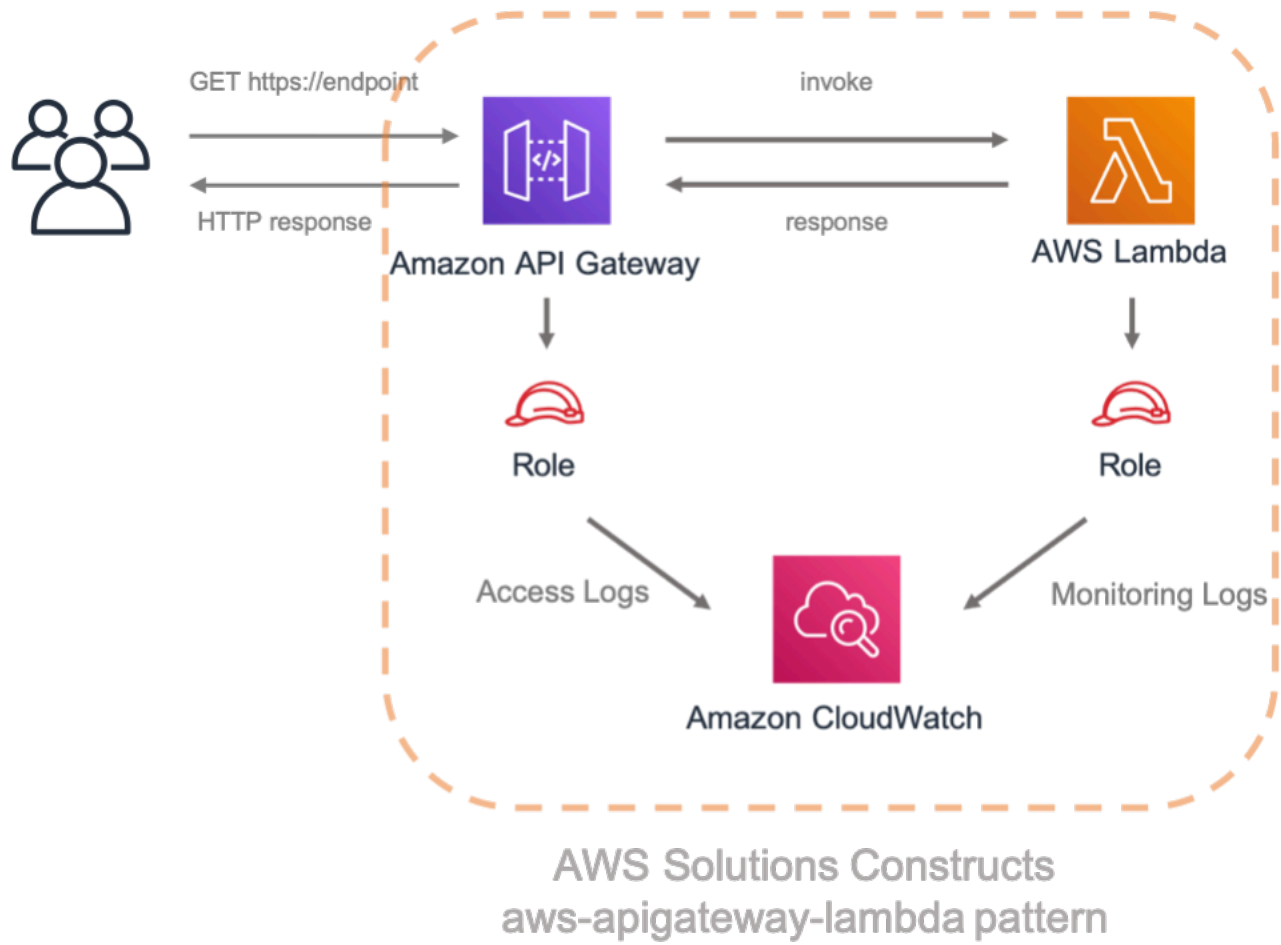 GET https://endpoint
invoke
</>
HTTP response
response
Amazon API Gateway
AWS Lambda
Role
Role
Access Logs
Monitoring Logs
Amazon CloudWatch
AWS Solutions Constructs
aws-apigateway-lambda pattern